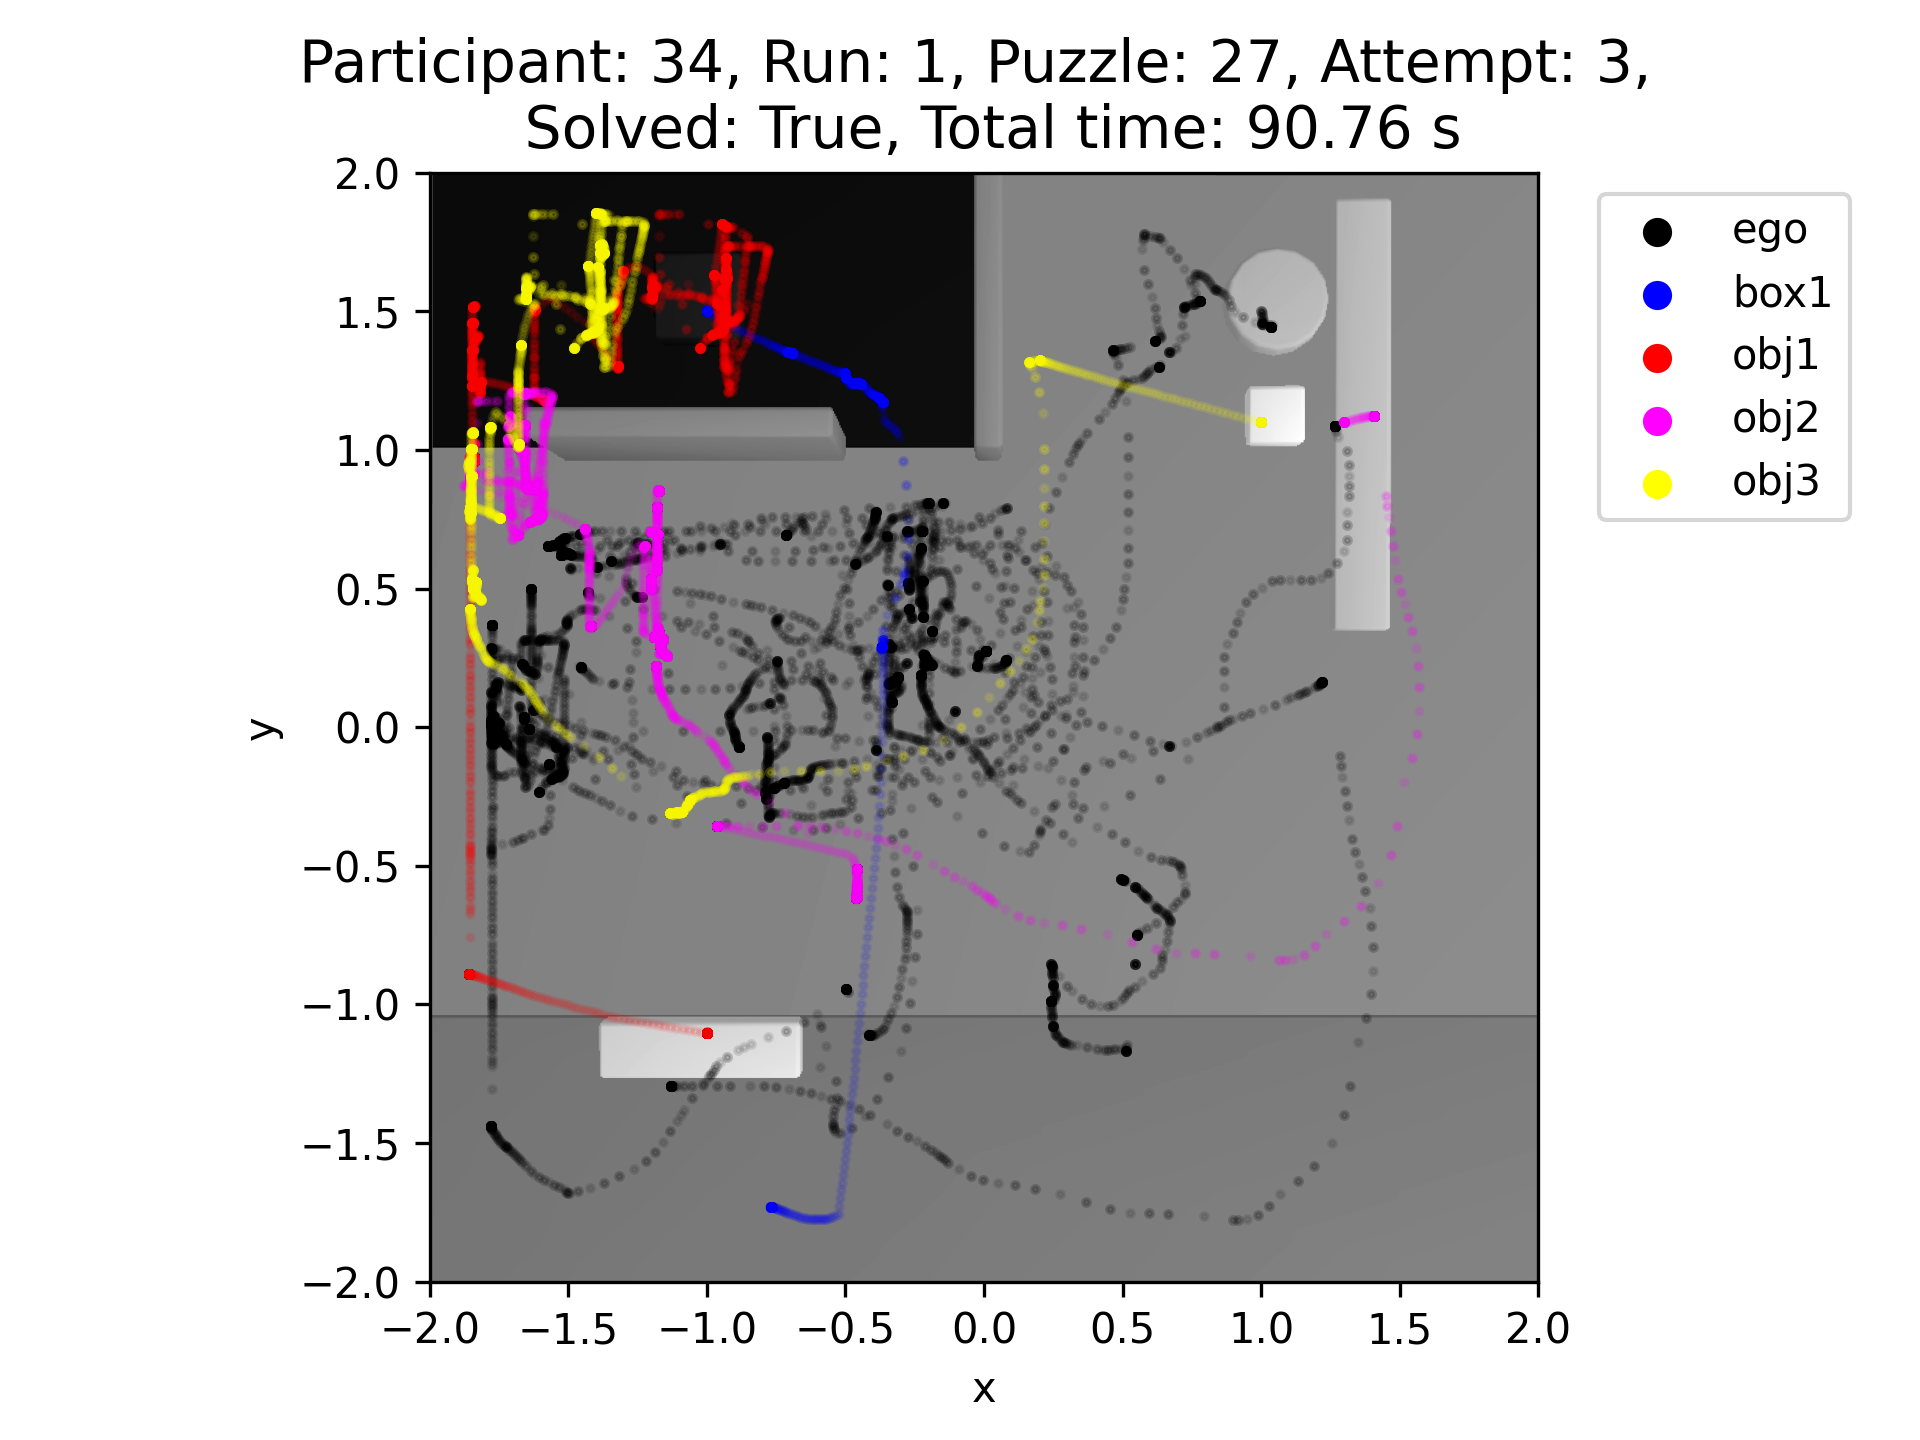 Participant: 34, Run: 1, Puzzle: 27, Attempt: 3,
Solved: True, Total time: 90.76 s
2.0
1.5
1.0
0.5
0.0
−0.5
−1.0
−1.5
−2.0
y
−2.0 −1.5 −1.0 −0.5 0.0 0.5 1.0 1.5 2.0
x
ego
box1
obj1
obj2
obj3